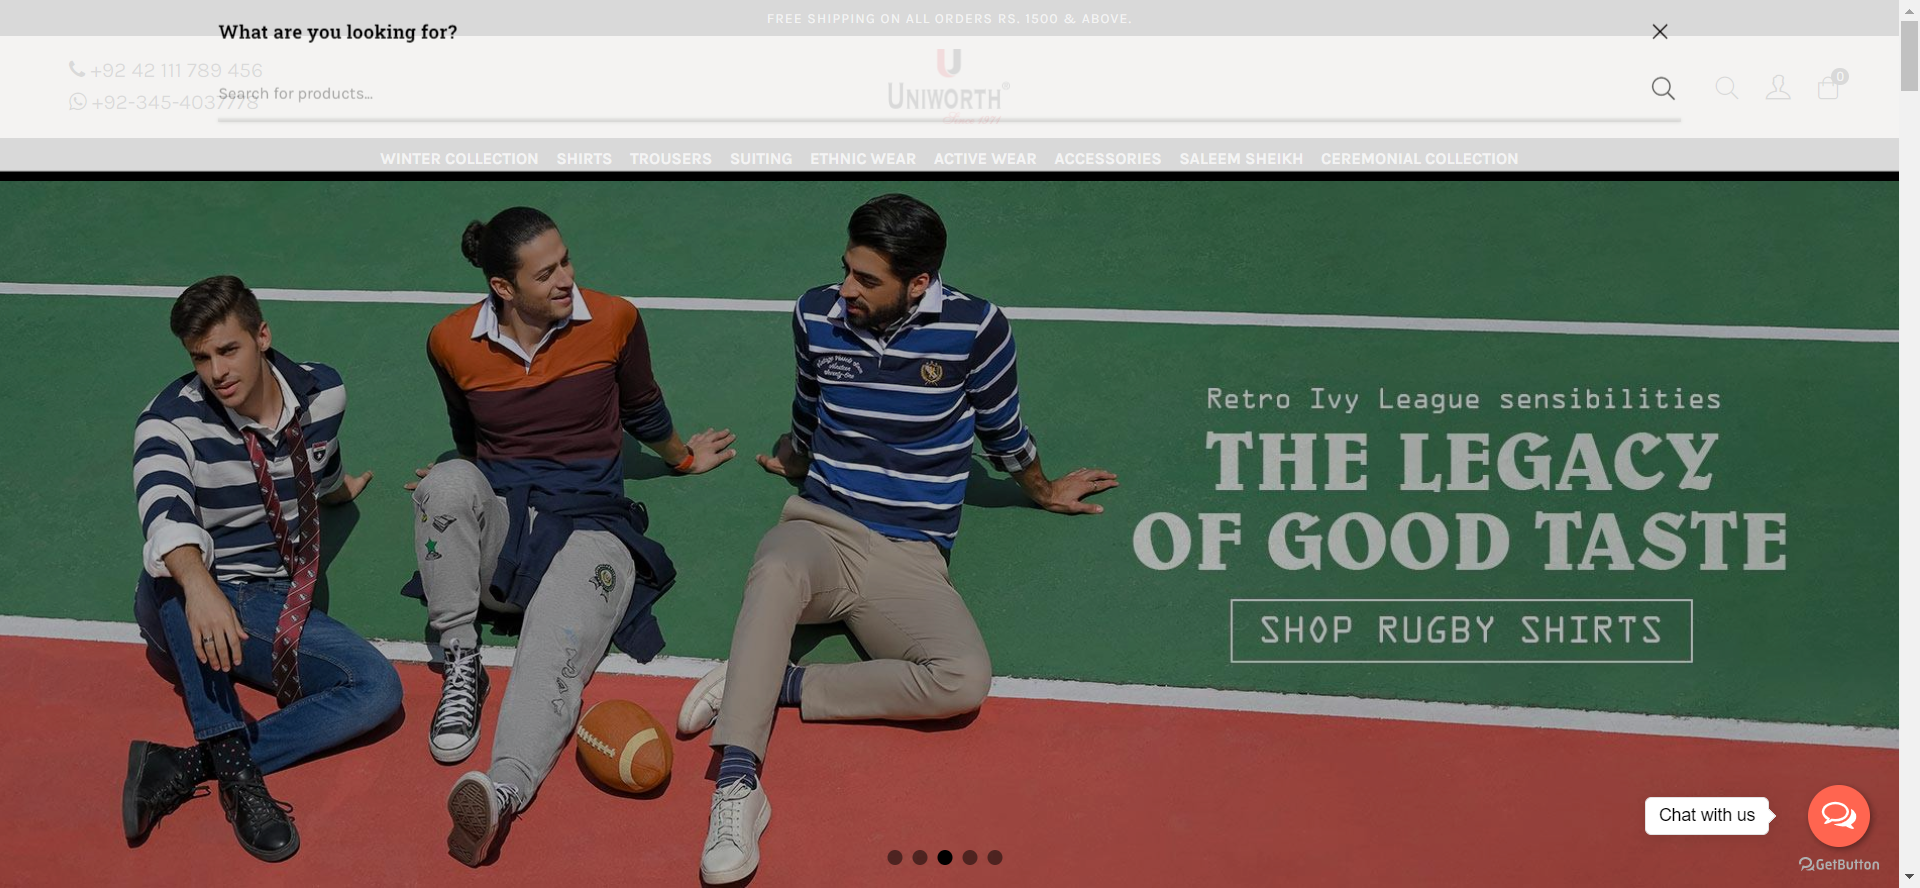 FREE SHIPPING ON ALL ORDERS RS. 1500 & ABOVE.
What are you looking for?
+92 42 111 789 456
+92-345-4037778
Search for products...
UNIWORTH®
Since 1971
0
WINTER COLLECTION SHIRTS TROUSERS SUITING ETHNIC WEAR ACTIVE WEAR ACCESSORIES SALEEM SHEIKH CEREMONIAL COLLECTION
Retro Ivy League sensibilities
THE LEGACY
OF GOOD TASTE
SHOP RUGBY SHIRTS
Chat with us
GetButton